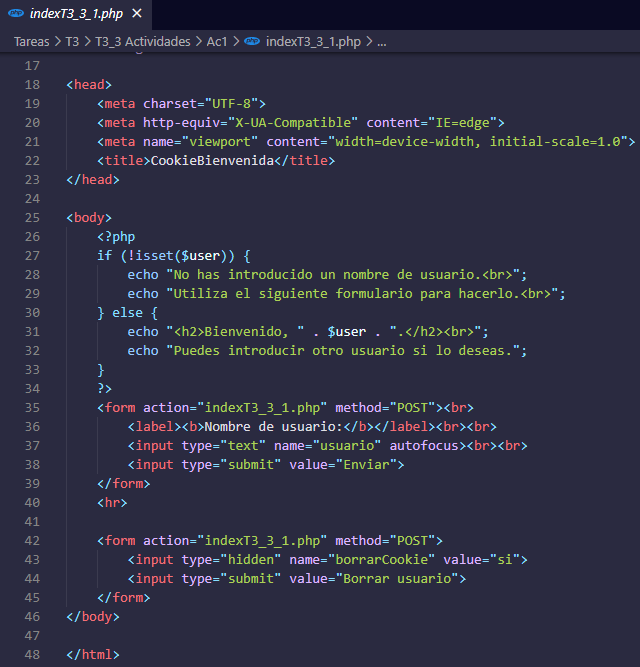 php indexT3_3_1.php ×
Tareas > T3 > T3_3 Actividades > Ac1 > php indexT3_3_1.php > ...
17
18 <head>
19 <meta charset="UTF-8">
20 <meta http-equiv="X-UA-Compatible" content="IE=edge">
21 <meta name="viewport" content="width=device-width, initial-scale=1.0">
22 <title>CookieBienvenida</title>
23 </head>
24
25 <body>
26 <?php
27 if (!isset($user)) {
28 echo "No has introducido un nombre de usuario.<br>";
29 echo "Utiliza el siguiente formulario para hacerlo.<br>";
30 } else {
31 echo "<h2>Bienvenido, " . $user . ".</h2><br>";
32 echo "Puedes introducir otro usuario si lo deseas.";
33 }
34 ?>
35 <form action="indexT3_3_1.php" method="POST"><br>
36 <label><b>Nombre de usuario:</b></label><br><br>
37 <input type="text" name="usuario" autofocus><br><br>
38 <input type="submit" value="Enviar">
39 </form>
40 <hr>
41
42 <form action="indexT3_3_1.php" method="POST">
43 <input type="hidden" name="borrarCookie" value="si">
44 <input type="submit" value="Borrar usuario">
45 </form>
46 </body>
47
48 </html>